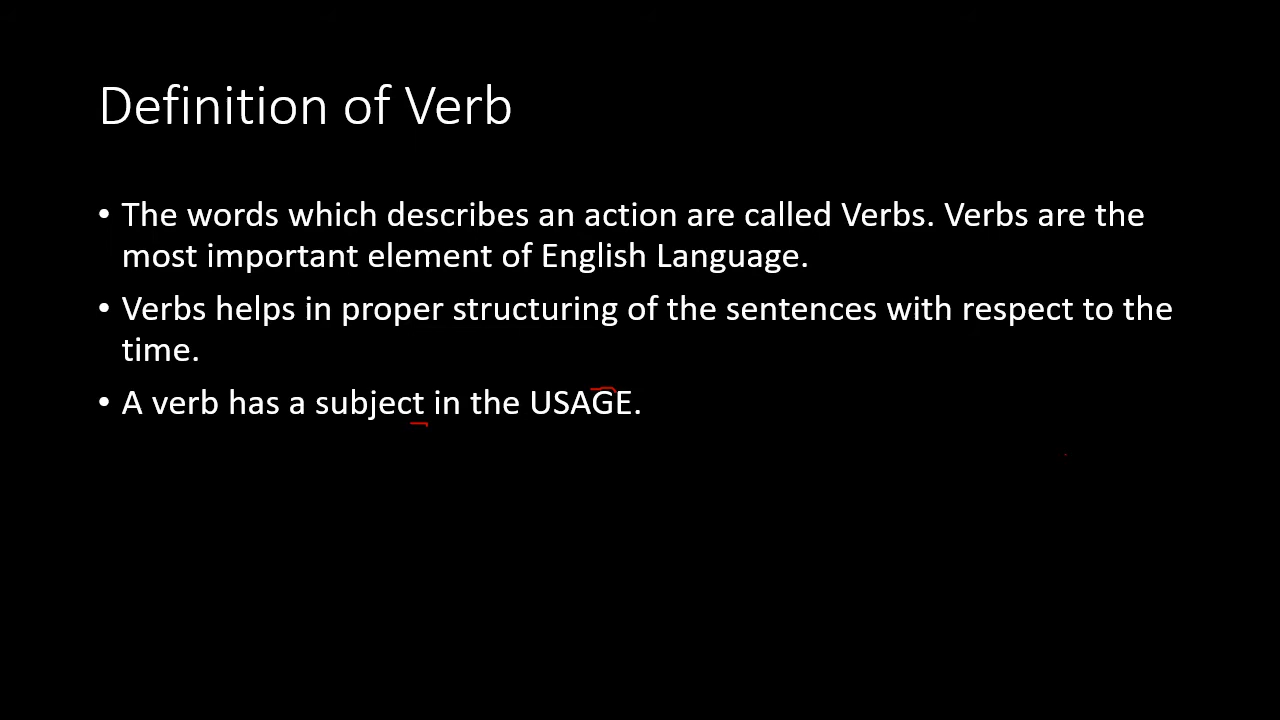 Definition of Verb
• The words which describes an action are called Verbs. Verbs are the
most important element of English Language.
• Verbs helps in proper structuring of the sentences with respect to the
time.
• A verb has a subject in the USAGE.